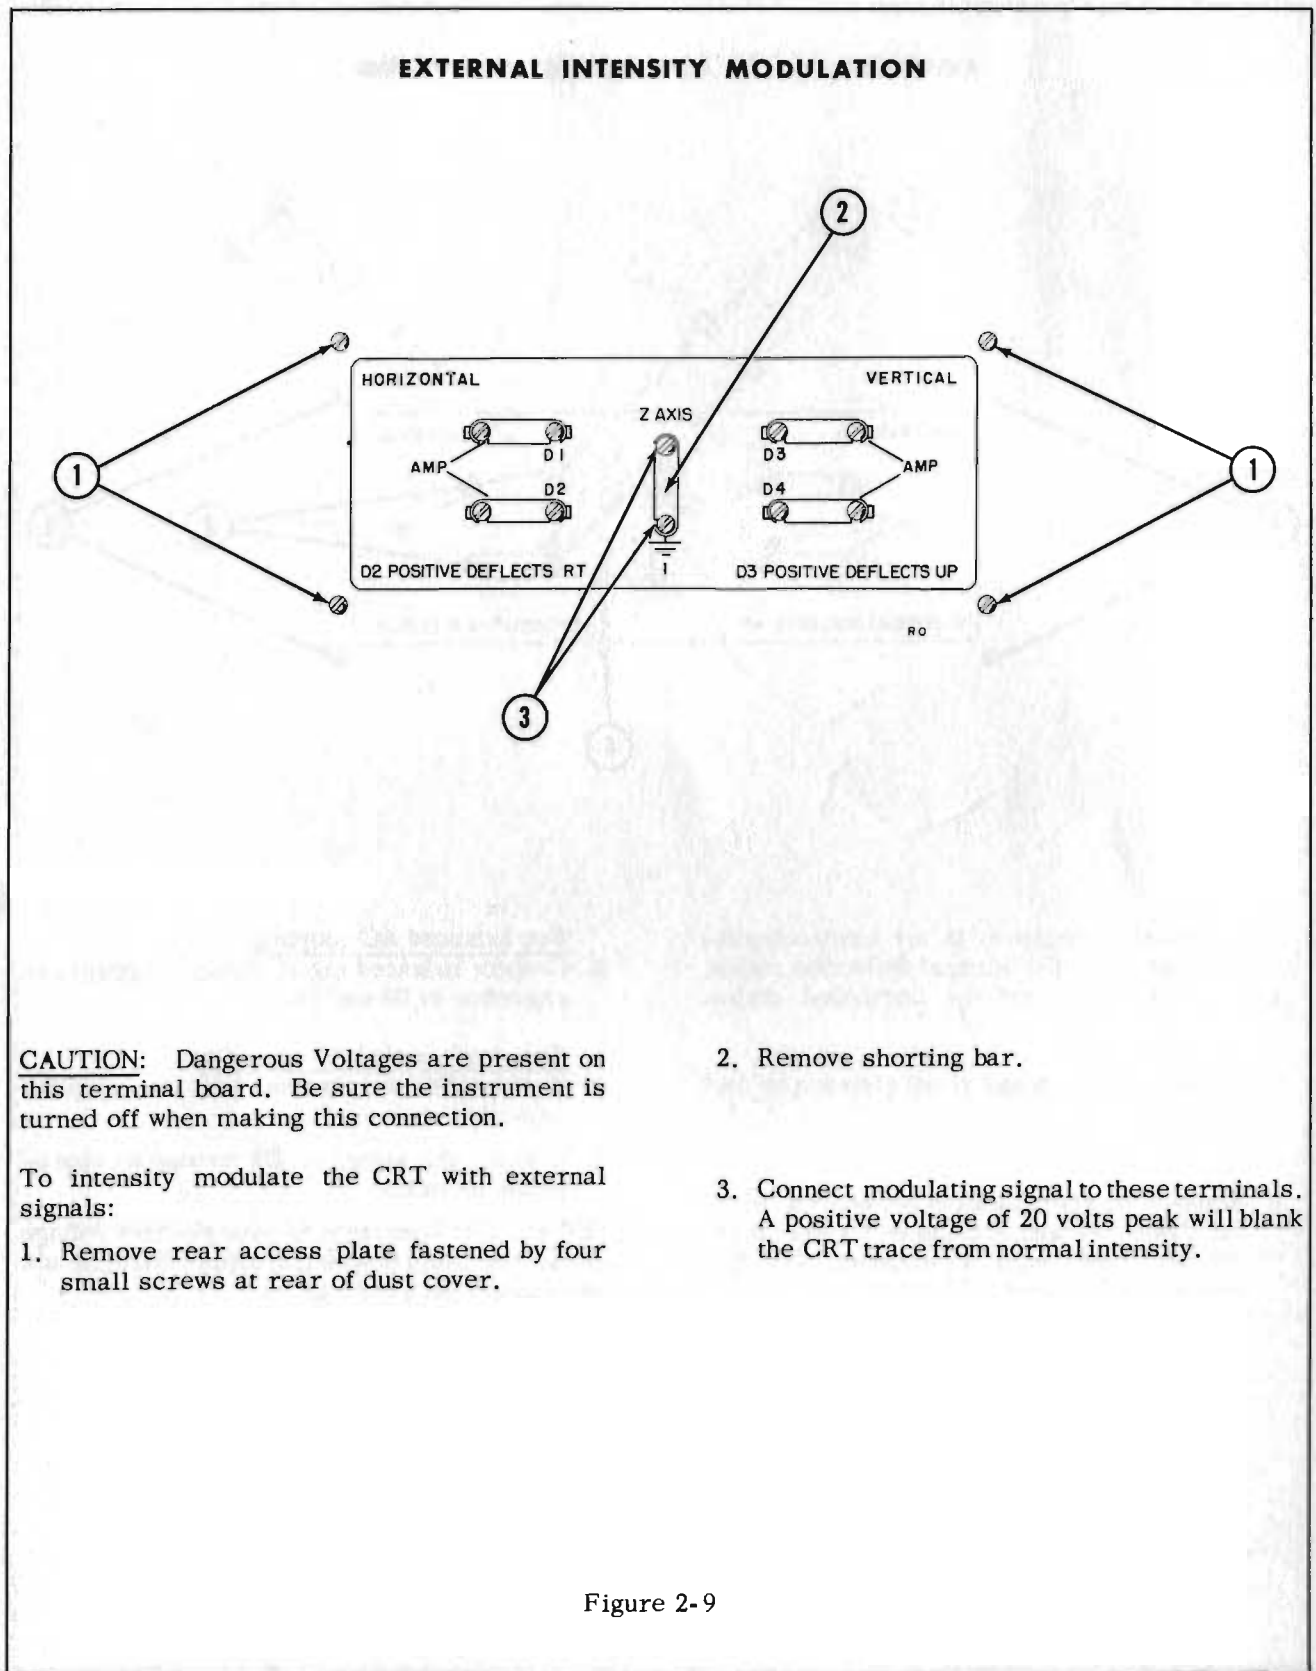 EXTERNAL INTENSITY MODULATION
2
HORIZONTAL
VERTICAL
Z AXIS
D1
D3
AMP
AMP
1
1
D2
D4
D2 POSITIVE DEFLECTS RT
1
D3 POSITIVE DEFLECTS UP
RO
3
CAUTION: Dangerous Voltages are present on
this terminal board. Be sure the instrument is
turned off when making this connection.
To intensity modulate the CRT with external
signals:
1. Remove rear access plate fastened by four
small screws at rear of dust cover.
2. Remove shorting bar.
3. Connect modulating signal to these terminals.
A positive voltage of 20 volts peak will blank
the CRT trace from normal intensity.
Figure 2-9